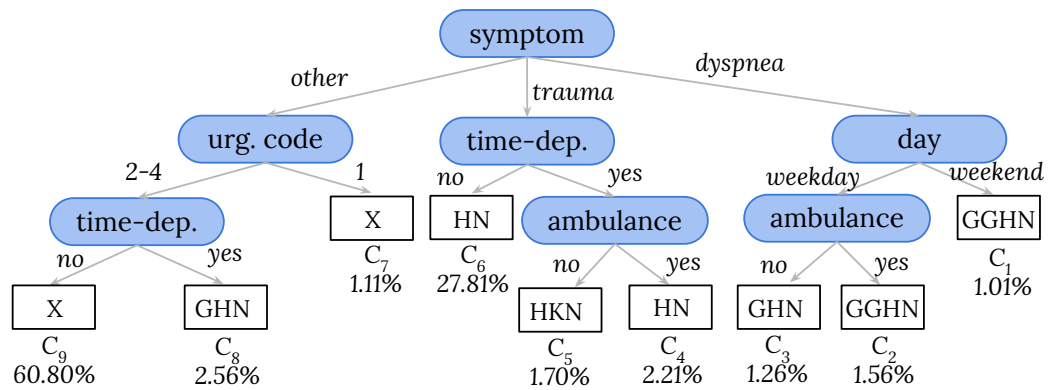 symptom
other
trauma
dyspnea
urg. code
time-dep.
day
2-4
1
no
yes
weekday
weekend
time-dep.
X
HN
ambulance
ambulance
GGHN
C7
1.11%
C6
27.81%
C1
1.01%
no
yes
no
yes
no
yes
X
GHN
HKN
HN
GHN
GGHN
C9
60.80%
C8
2.56%
C5
1.70%
C4
2.21%
C3
1.26%
C2
1.56%